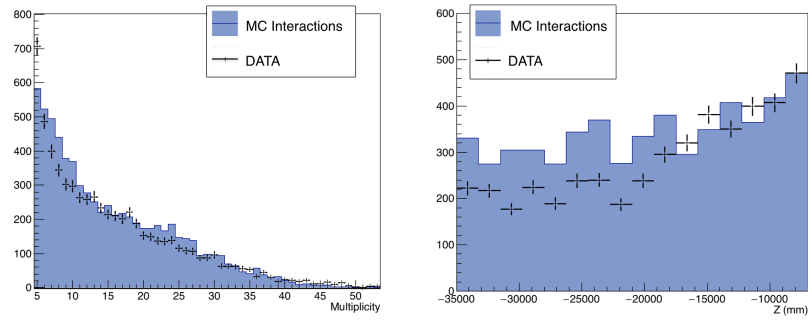 800
700
600
500
400
300
200
100
0
5 10 15 20 25 30 35 40 45 50
Multiplicity
MC Interactions
DATA
600
500
400
300
200
100
0
−35000 −30000 −25000 −20000 −15000 −10000
Z (mm)
MC Interactions
DATA